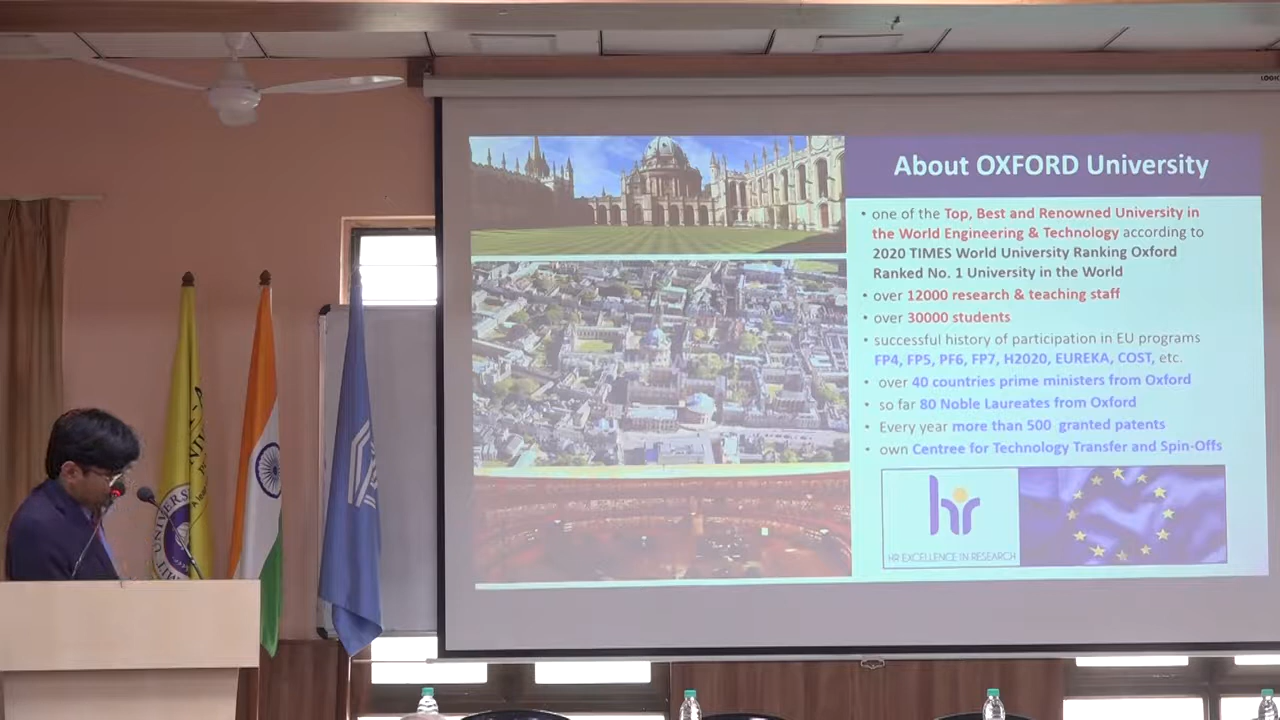 LOGIC
About OXFORD University
• one of the Top, Best and Renowned University in
the World Engineering & Technology according to
2020 TIMES World University Ranking Oxford
Ranked No. 1 University in the World
• over 12000 research & teaching staff
• over 30000 students
• successful history of participation in EU programs
FP4, FP5, PF6, FP7, H2020, EUREKA, COST, etc.
• over 40 countries prime ministers from Oxford
• so far 80 Noble Laureates from Oxford
• Every year more than 500 granted patents
• own Centree for Technology Transfer and Spin-Offs
hr
HR EXCELLENCE IN RESEARCH